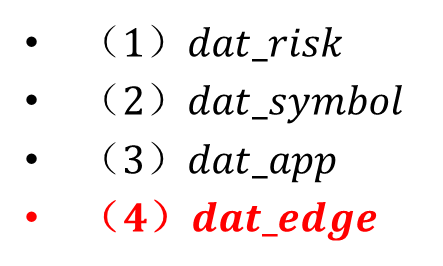 • （1）dat_risk
• （2）dat_symbol
• （3）dat_app
• （4）dat_edge